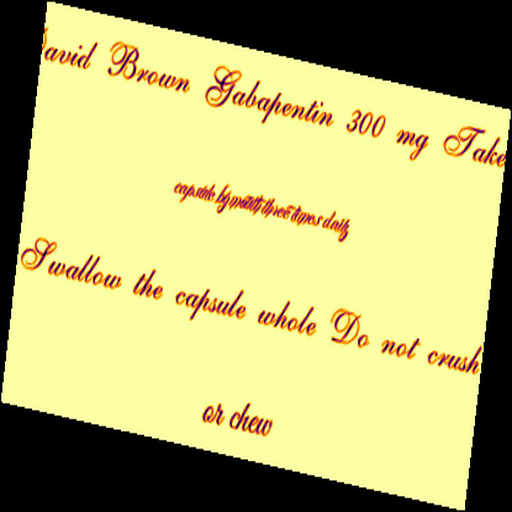 David Brown Gabapentin 300 mg Take
capsule by mouth three times daily
Swallow the capsule whole Do not crush
or chew